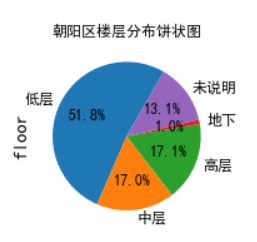 朝阳区楼层分布饼状图
低层
51.8%
未说明
13.1%
地下
1.0%
高层
17.1%
中层
17.0%
floor